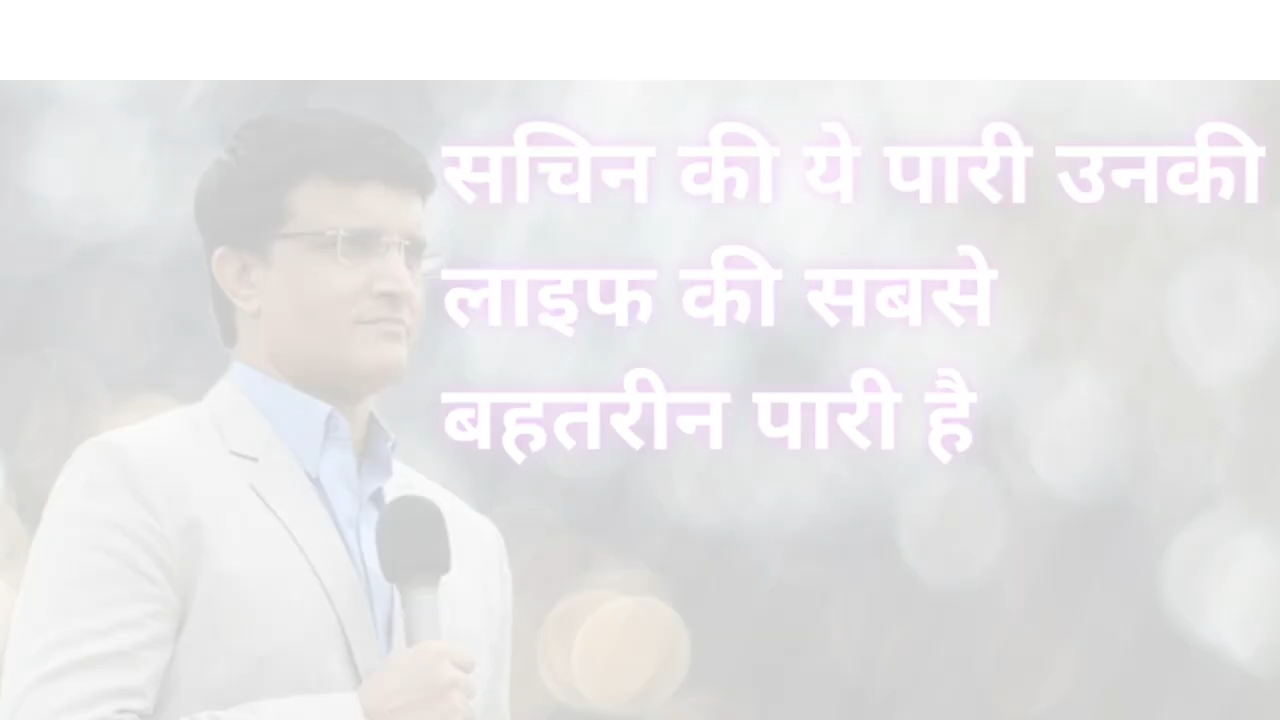 सचिन की ये पारी उनकी
लाइफ की सबसे
बहतरीन पारी है